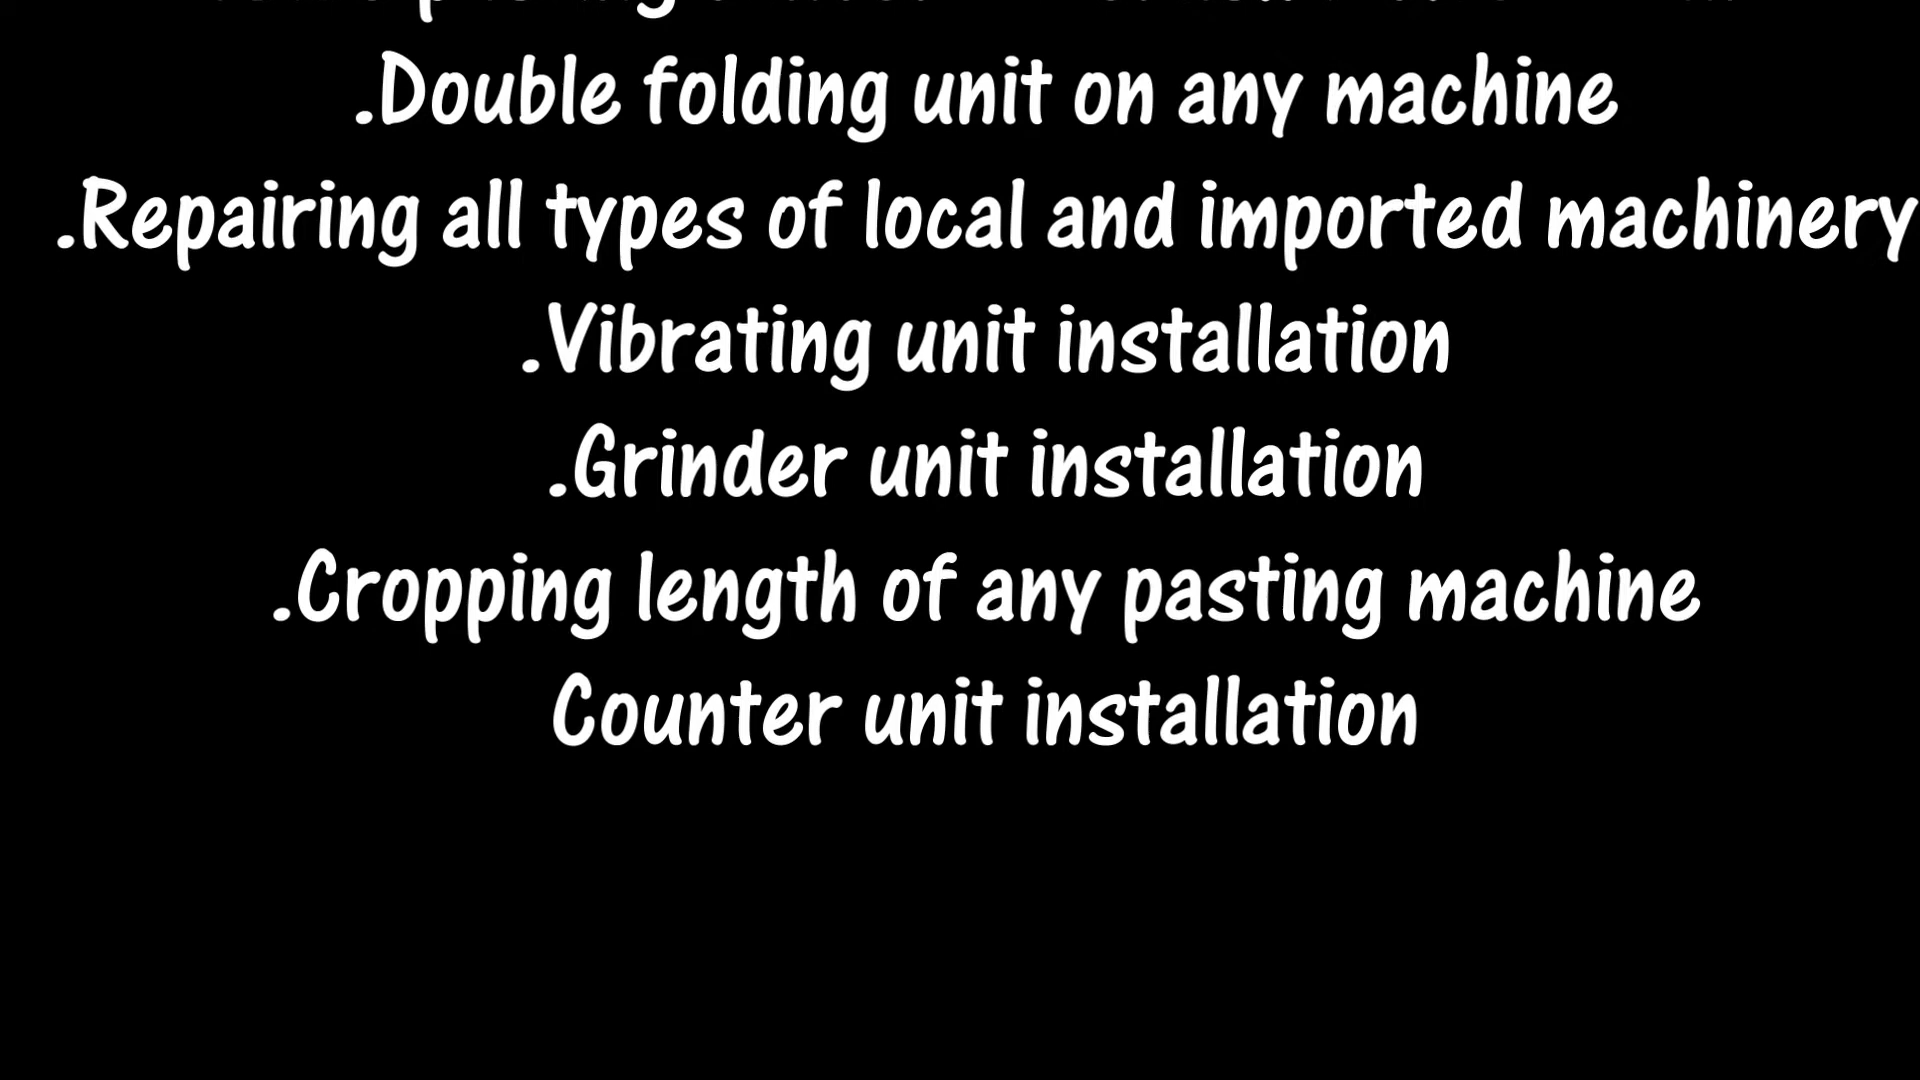 .Double folding unit on any machine
.Repairing all types of local and imported machinery
.Vibrating unit installation
.Grinder unit installation
.Cropping length of any pasting machine
Counter unit installation